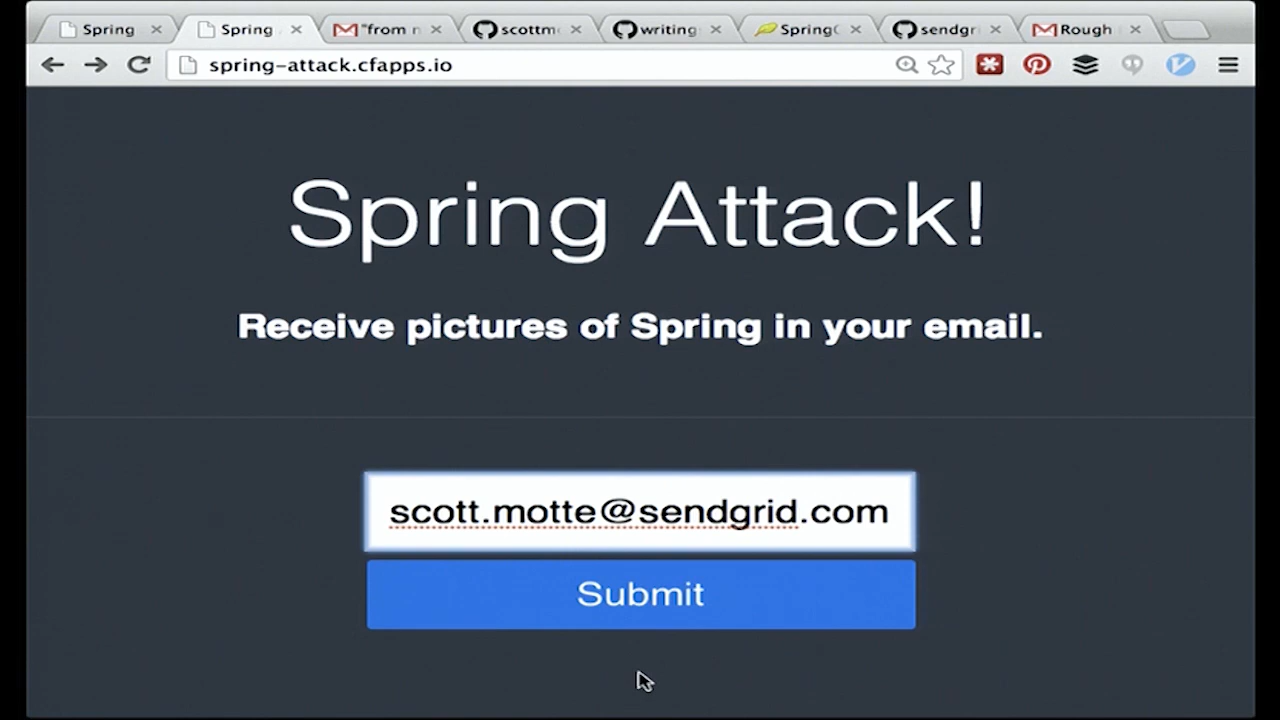 Spring
Spring
"from n
scottm
writing
Spring
sendgr
Rough
spring-attack.cfapps.io
Spring Attack!
Receive pictures of Spring in your email.
scott.motte@sendgrid.com
Submit